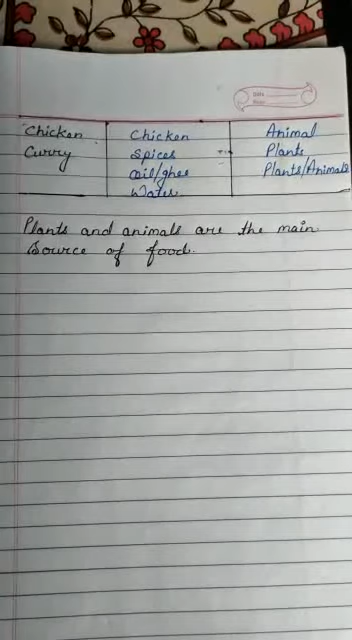 Chicken Chicken Animal
Curry Spices Plants
oil/ghee Plants/Animals
Water
Plants and animals are the main
source of food.